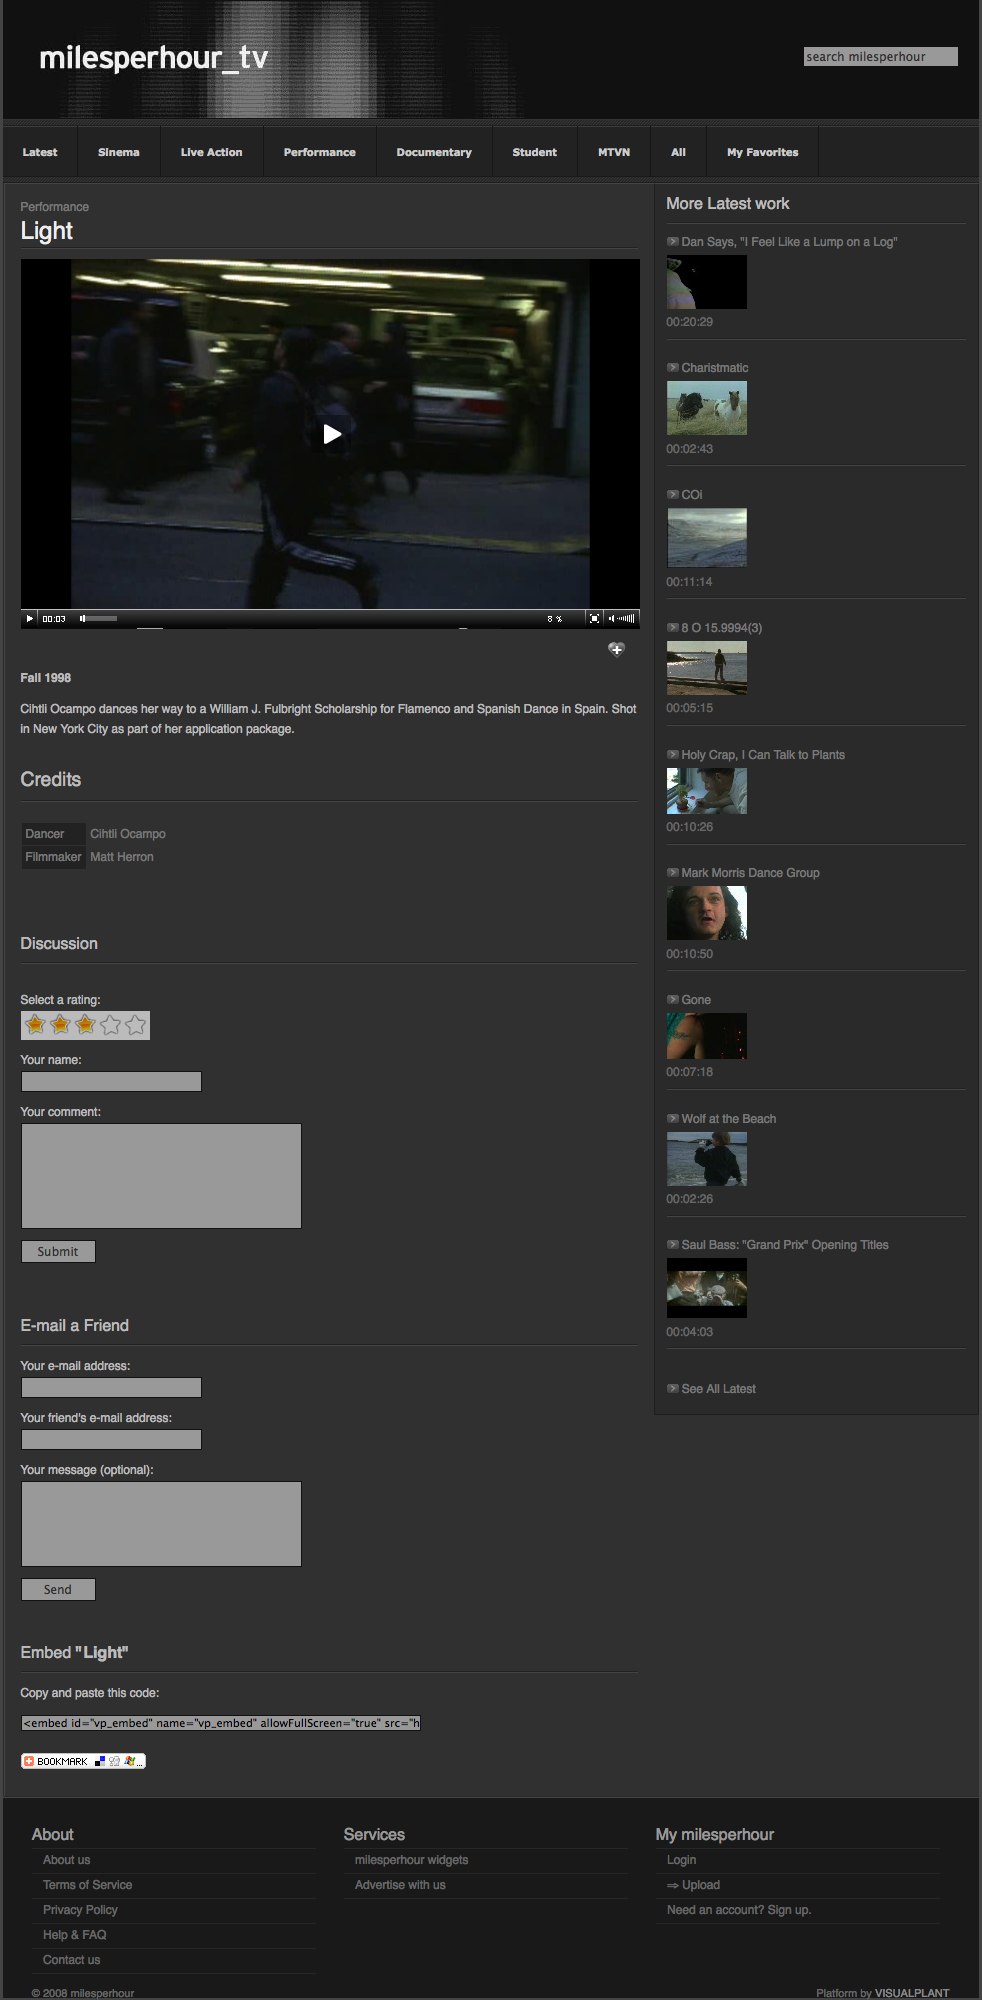 milesperhour_tv
search milesperhour
Latest
Sinema
Live Action
Performance
Documentary
Student
MTVN
All
My Favorites
Performance
Light
00:03
8 %
Fall 1998
Cihtli Ocampo dances her way to a William J. Fulbright Scholarship for Flamenco and Spanish Dance in Spain. Shot
in New York City as part of her application package.
Credits
Dancer Cihtli Ocampo
Filmmaker Matt Herron
Discussion
Select a rating:
Your name:
Your comment:
Submit
E-mail a Friend
Your e-mail address:
Your friend's e-mail address:
Your message (optional):
Send
Embed "Light"
Copy and paste this code:
<embed id="vp_embed" name="vp_embed" allowFullScreen="true" src="h
BOOKMARK
More Latest work
Dan Says, "I Feel Like a Lump on a Log"
00:20:29
Charistmatic
00:02:43
COi
00:11:14
8 O 15.9994(3)
00:05:15
Holy Crap, I Can Talk to Plants
00:10:26
Mark Morris Dance Group
00:10:50
Gone
00:07:18
Wolf at the Beach
00:02:26
Saul Bass: "Grand Prix" Opening Titles
00:04:03
See All Latest
About
About us
Terms of Service
Privacy Policy
Help & FAQ
Contact us
Services
milesperhour widgets
Advertise with us
My milesperhour
Login
⇒ Upload
Need an account? Sign up.
© 2008 milesperhour
Platform by VISUALPLANT